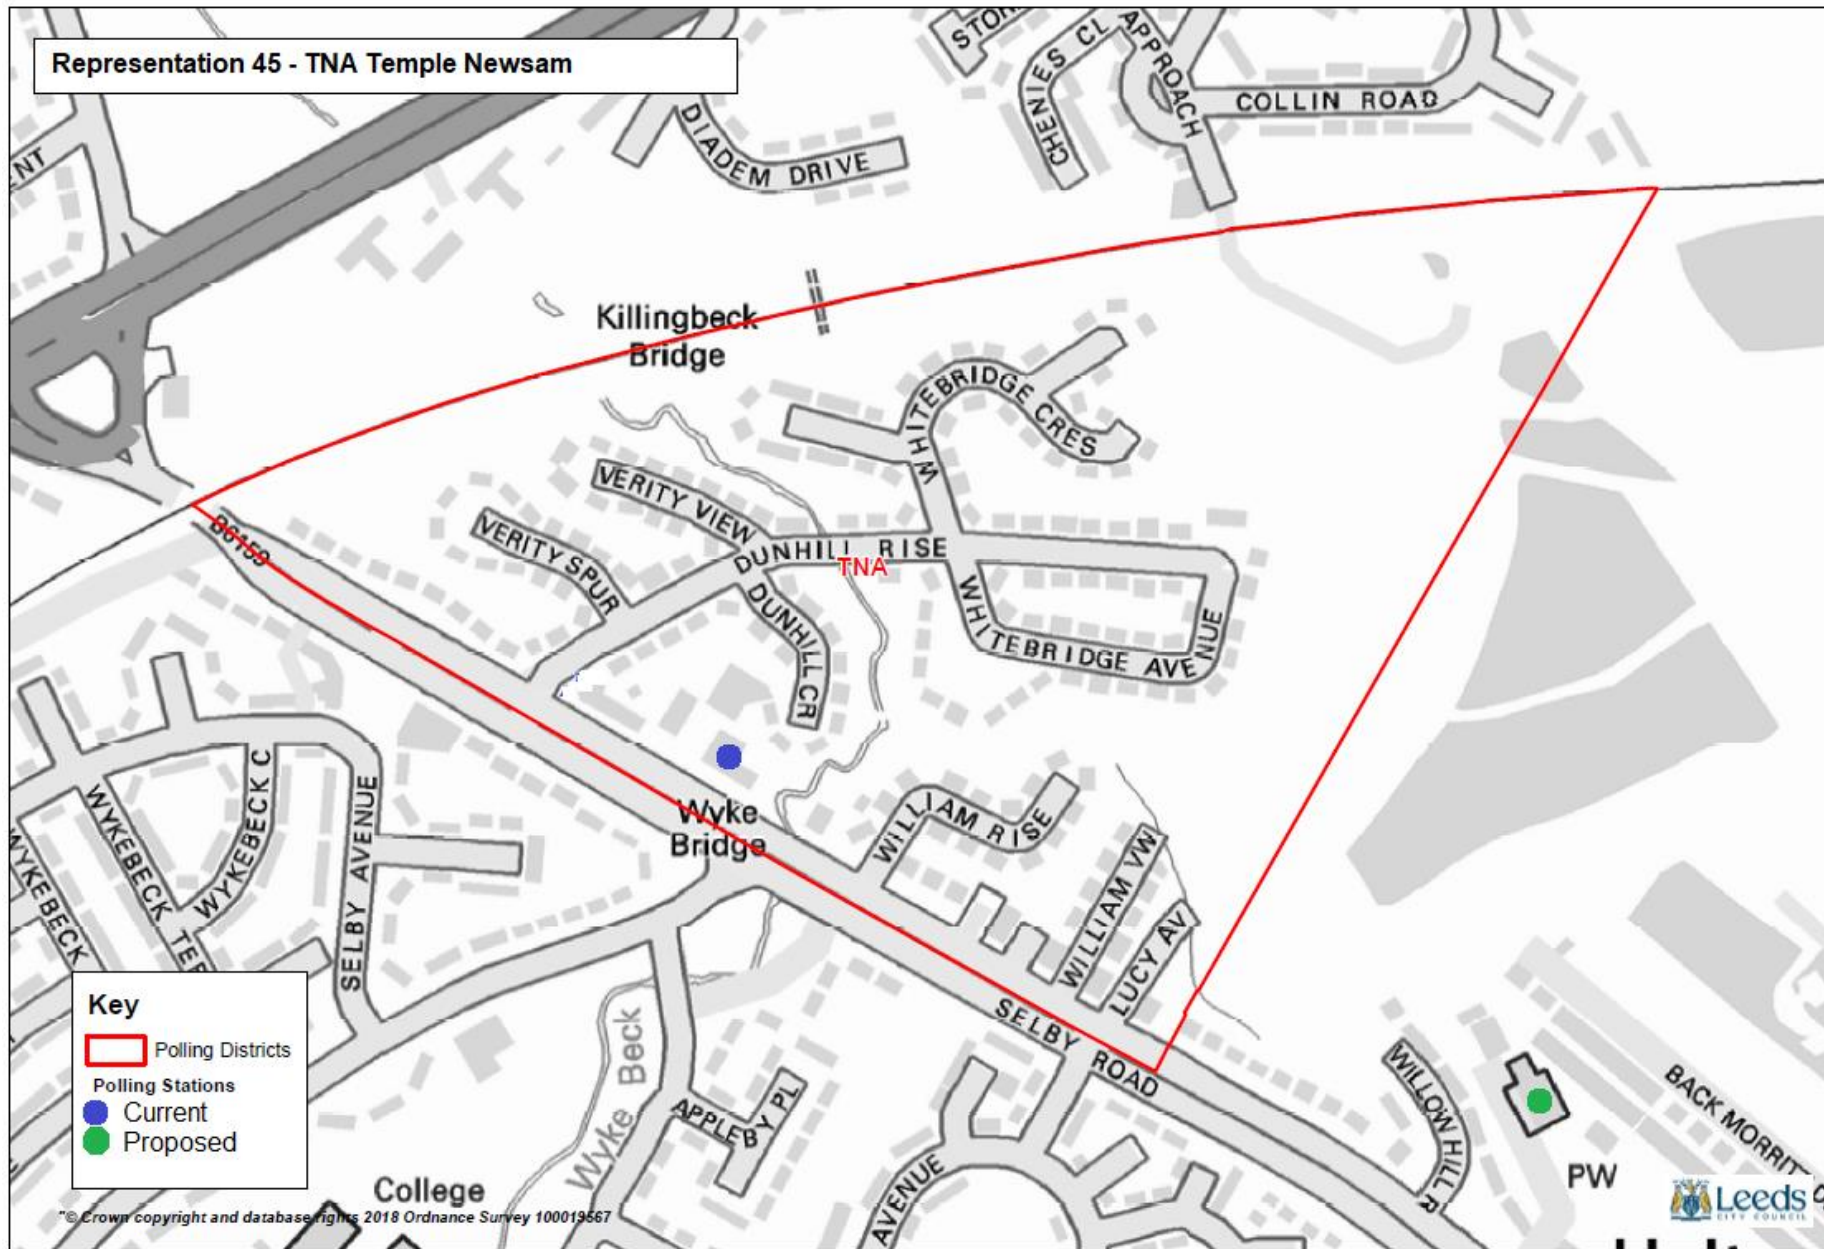 Representation 45 - TNA Temple Newsam
CHENIES CL
APPROACH
COLLIN ROAD
DIADEM DRIVE
Killingbeck
Bridge
WHITEBRIDGE CRES
VERITY VIEW
VERITY SPUR
DUNHILL RISE
TNA
DUNHILL CR
WHITEBRIDGE AVENUE
B6159
Wyke
Bridge
WILLIAM RISE
WILLIAM VW
LUCY AV
SELBY ROAD
WYKEBECK C
SELBY AVENUE
WYKEBECK
WYKEBECK
Wyke Beck
APPLEBY PL
AVENUE
WILLOW HILL
BACK MORRIT
PW
College
Key
Polling Districts
Polling Stations
Current
Proposed
"© Crown copyright and database rights 2018 Ordnance Survey 100019567
Leeds
CITY COUNCIL